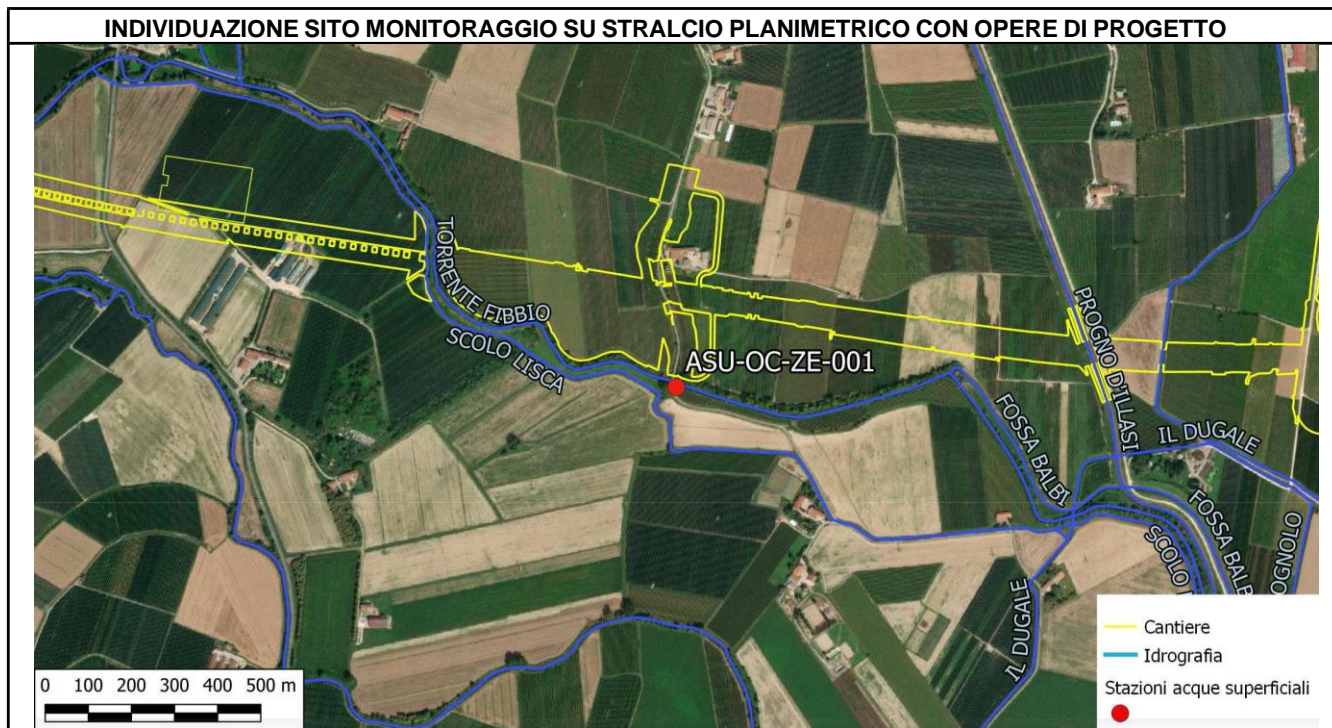 INDIVIDUAZIONE SITO MONITORAGGIO SU STRALCIO PLANIMETRICO CON OPERE DI PROGETTO
TORRENTE FIBBIO
SCOLO LISCA
ASU-OC-ZE-001
PROGNO D'ILLASI
FOSSA BALBI
IL DUGALE
FOSSA BALB
SCOLO L
OGNOLO
IL DUGALE
Cantiere
Idrografia
Stazioni acque superficiali
0 100 200 300 400 500 m